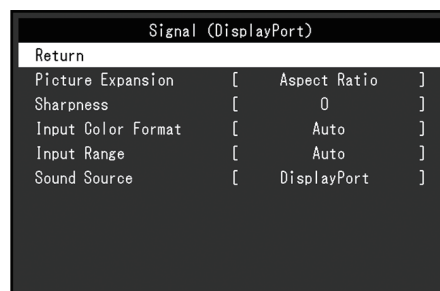 Signal (DisplayPort)
Return
Picture Expansion [ Aspect Ratio ]
Sharpness [ 0 ]
Input Color Format [ Auto ]
Input Range [ Auto ]
Sound Source [ DisplayPort ]